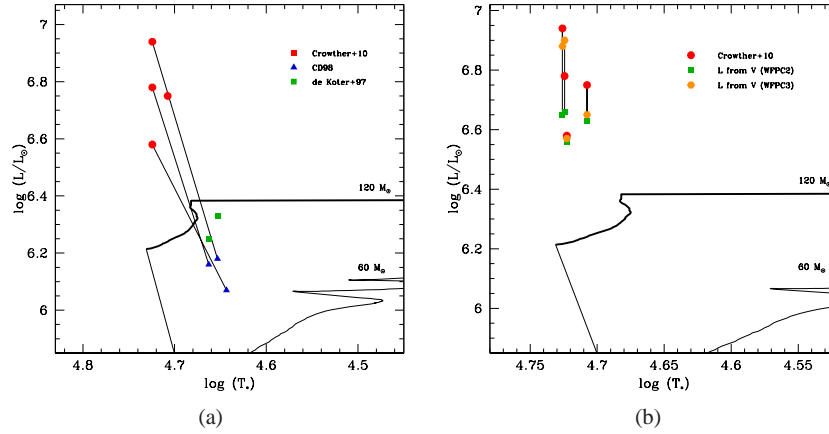 7
6.8
6.6
6.4
6.2
6
log (L/L⊙)
Crowther+10
CD98
de Koter+97
120 M⊙
60 M⊙
4.8
4.7
4.6
4.5
log (T*)
(a)
7
6.8
6.6
6.4
6.2
6
log (L/L⊙)
Crowther+10
L from V (WFPC2)
L from V (WFPC3)
120 M⊙
60 M⊙
4.75
4.7
4.65
4.6
4.55
log (T*)
(b)